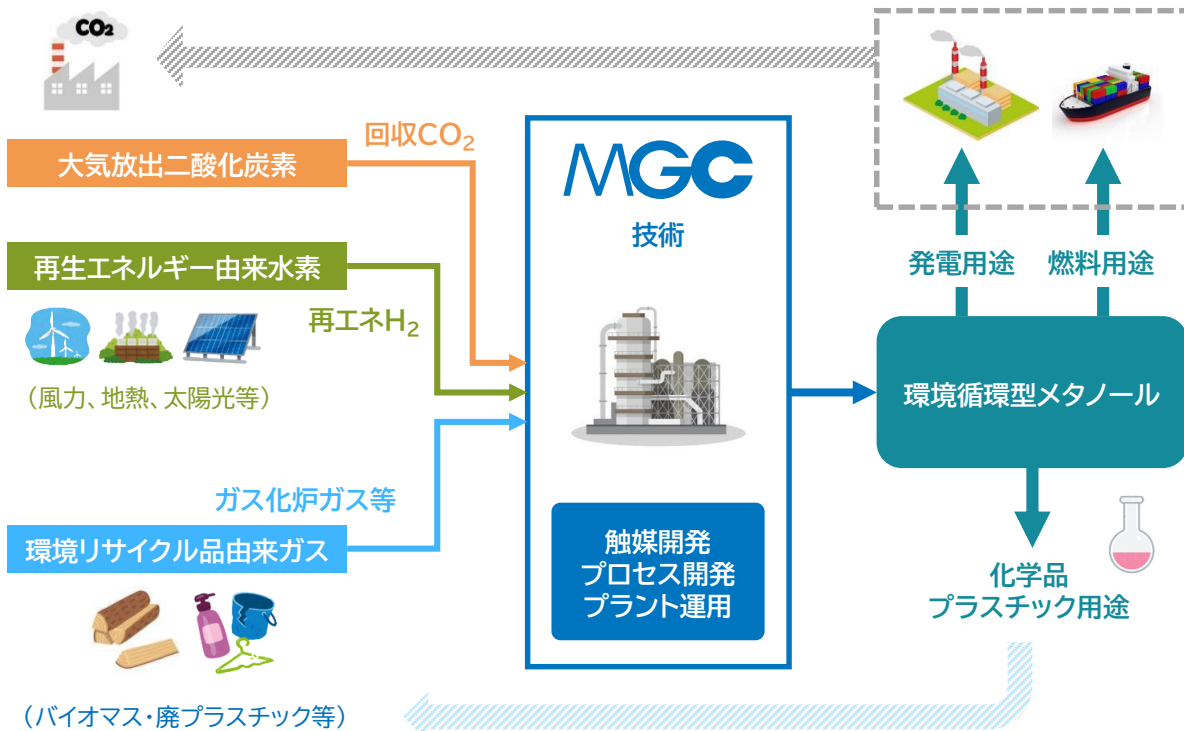 CO₂
回収CO₂
大気放出二酸化炭素
再生エネルギー由来水素
再エネH₂
(風力、地熱、太陽光等)
ガス化炉ガス等
環境リサイクル品由来ガス
(バイオマス・廃プラスチック等)
MGC
技術
触媒開発
プロセス開発
プラント運用
発電用途
燃料用途
環境循環型メタノール
化学品
プラスチック用途